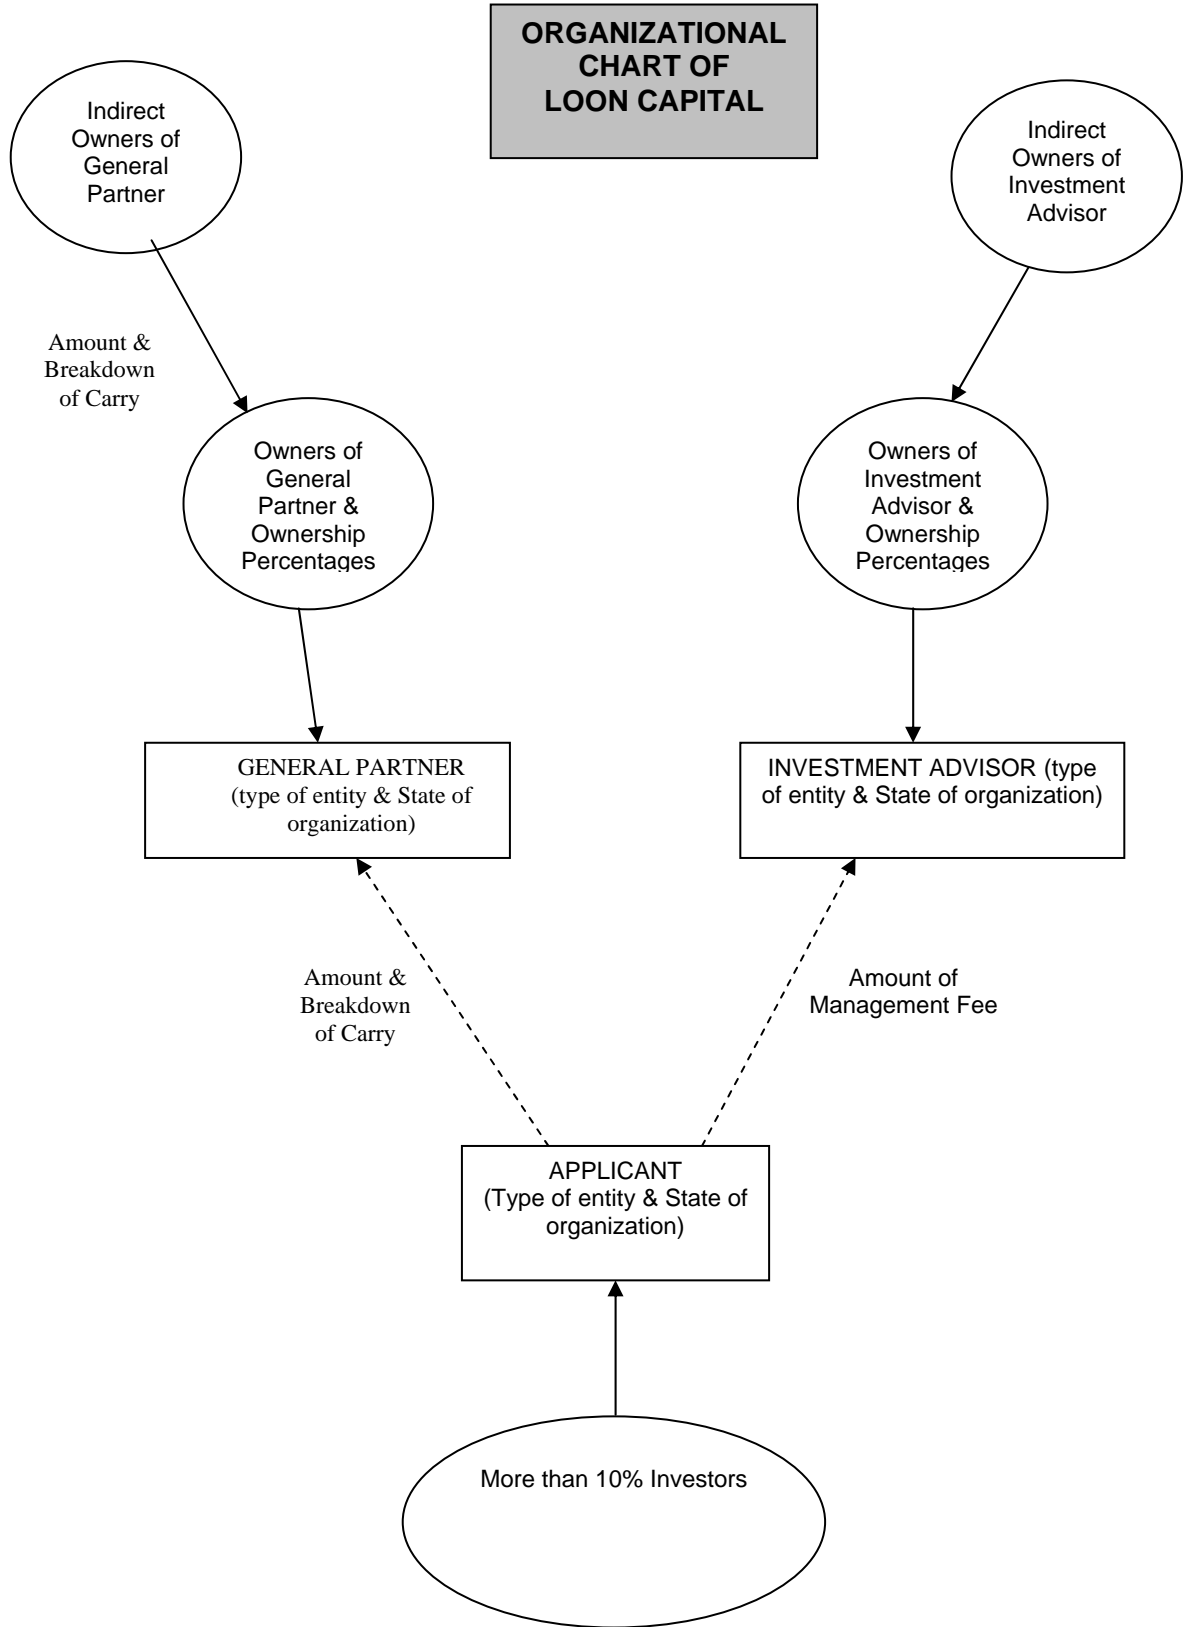 ORGANIZATIONAL
CHART OF
LOON CAPITAL
Indirect
Owners of
General
Partner
Indirect
Owners of
Investment
Advisor
Amount &
Breakdown
of Carry
Owners of
General
Partner &
Ownership
Percentages
Owners of
Investment
Advisor &
Ownership
Percentages
GENERAL PARTNER
(type of entity & State of
organization)
INVESTMENT ADVISOR (type
of entity & State of organization)
Amount &
Breakdown
of Carry
Amount of
Management Fee
APPLICANT
(Type of entity & State of
organization)
More than 10% Investors